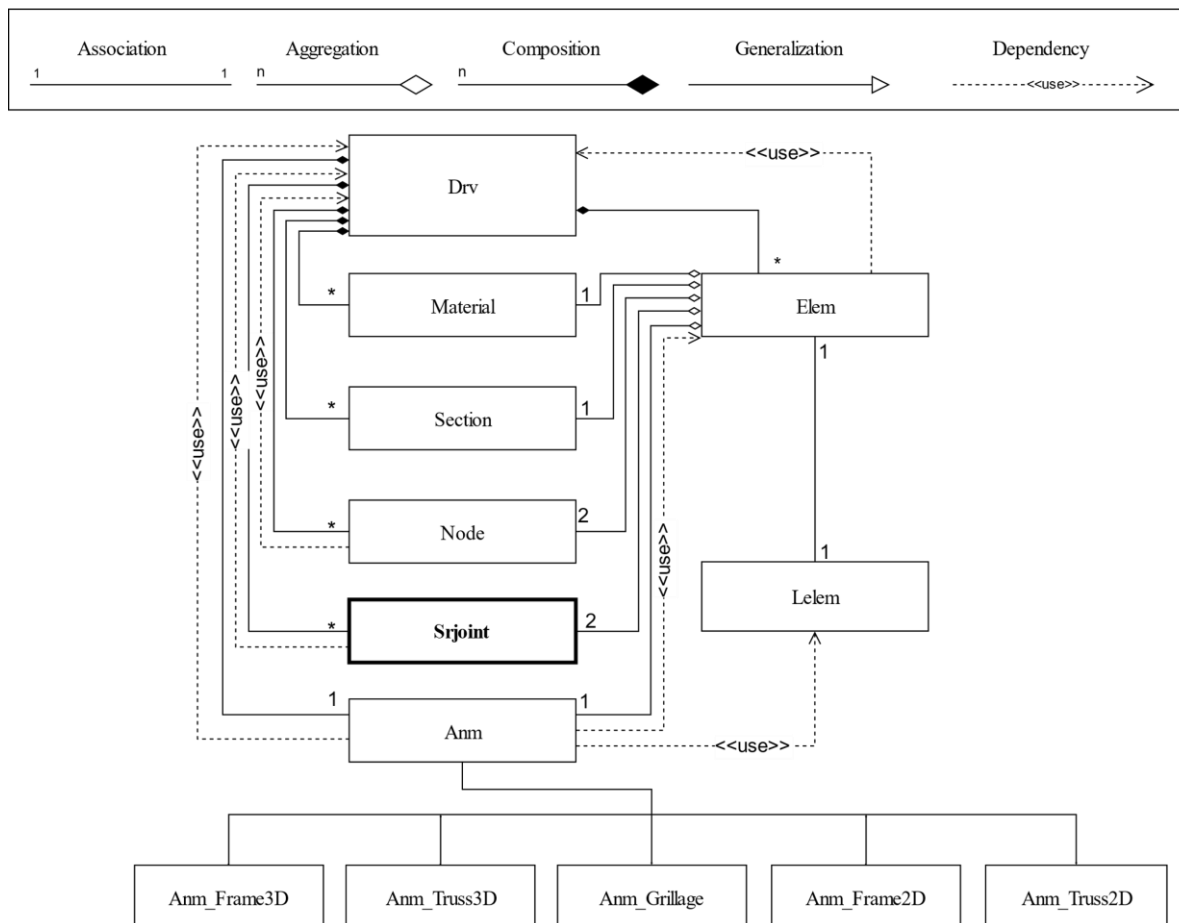 Association Aggregation Composition Generalization Dependency
1 1 n n <<use>>
<<use>>
Drv
*
Material 1 Elem
*
1
<<use>>
<<use>>
<<use>>
Section 1
*
Node 2
*
<<use>>
1
Lelem
Srjoint 2
*
1 1
Anm
<<use>>
Anm_Frame3D Anm_Truss3D Anm_Grillage Anm_Frame2D Anm_Truss2D